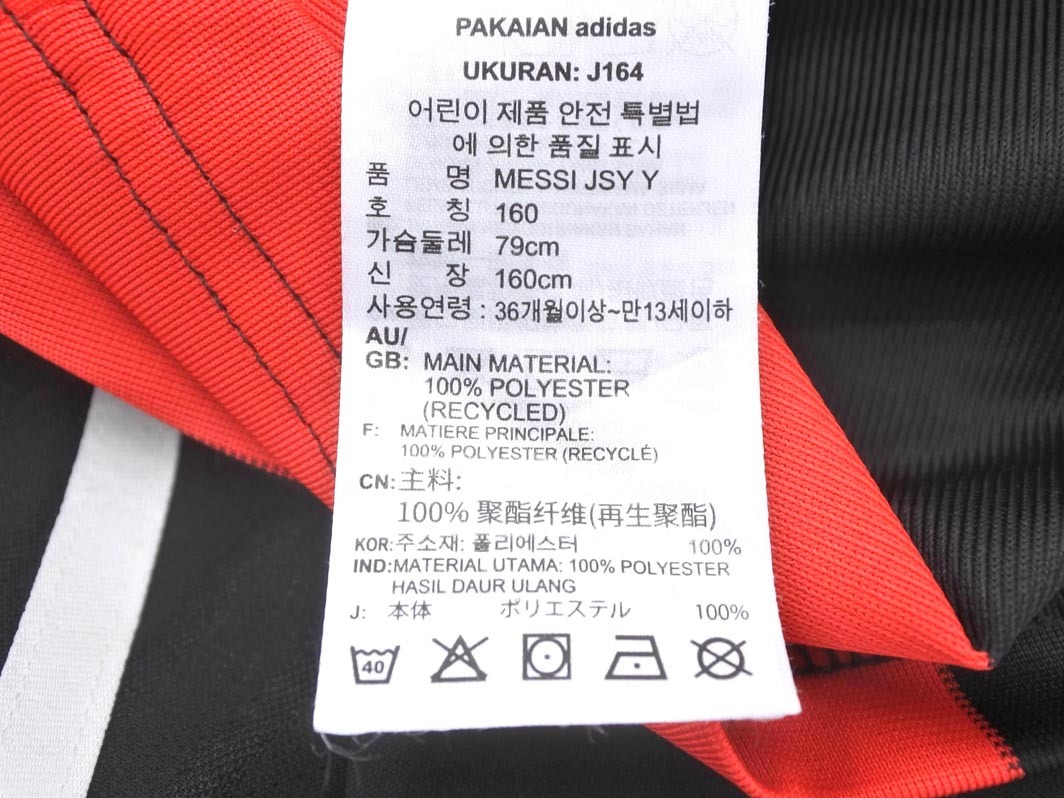 PAKAIAN adidas
UKURAN: J164
어린이 제품 안전 특별법
에 의한 품질 표시
품 명 MESSI JSY Y
호 칭 160
가슴둘레 79cm
신 장 160cm
사용연령 : 36개월이상~만13세이하
AU/
GB: MAIN MATERIAL:
100% POLYESTER
(RECYCLED)
F: MATIERE PRINCIPALE:
100% POLYESTER (RECYCLÉ)
CN: 主料:
100% 聚酯纤维(再生聚酯)
KOR: 주소재: 폴리에스터 100%
IND: MATERIAL UTAMA: 100% POLYESTER
HASIL DAUR ULANG
J: 本体 ポリエステル 100%
40